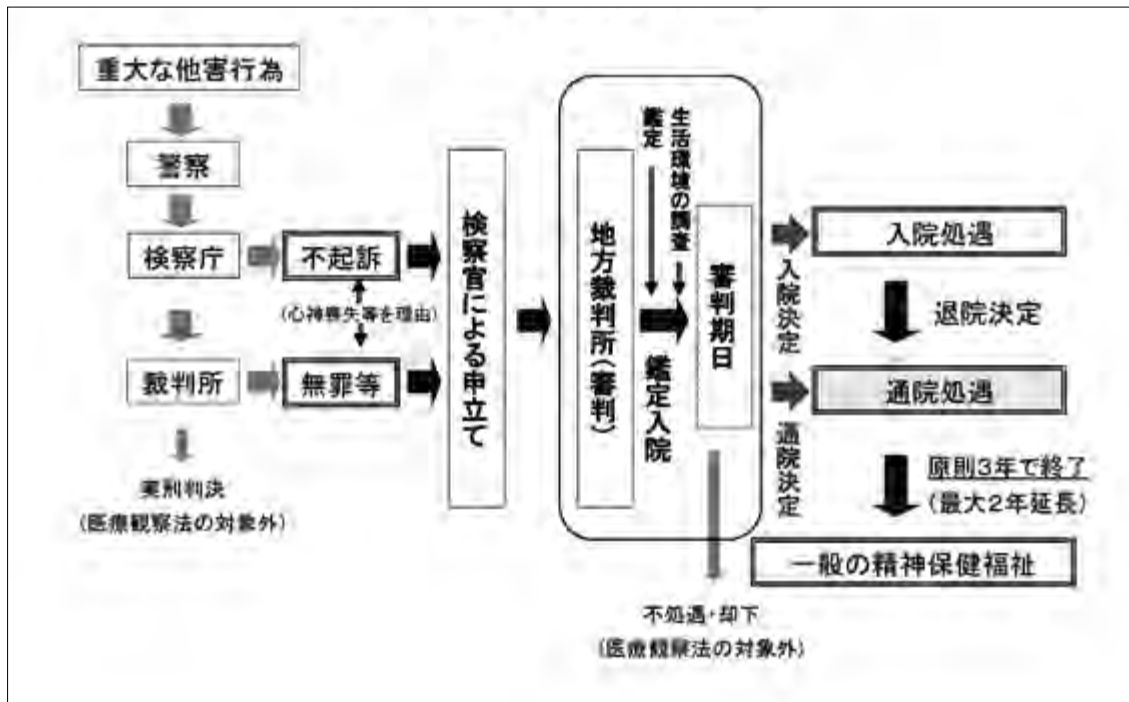 重大な他害行為
警察
検察庁
不起訴
(心神喪失等を理由)
裁判所
無罪等
実刑判決
(医療観察法の対象外)
検察官による申立て
地方裁判所(審判)
鑑定
生活環境の調査
鑑定入院
審判期日
不処遇・却下
(医療観察法の対象外)
入院決定
入院処遇
退院決定
通院決定
通院処遇
原則3年で終了
(最大2年延長)
一般の精神保健福祉